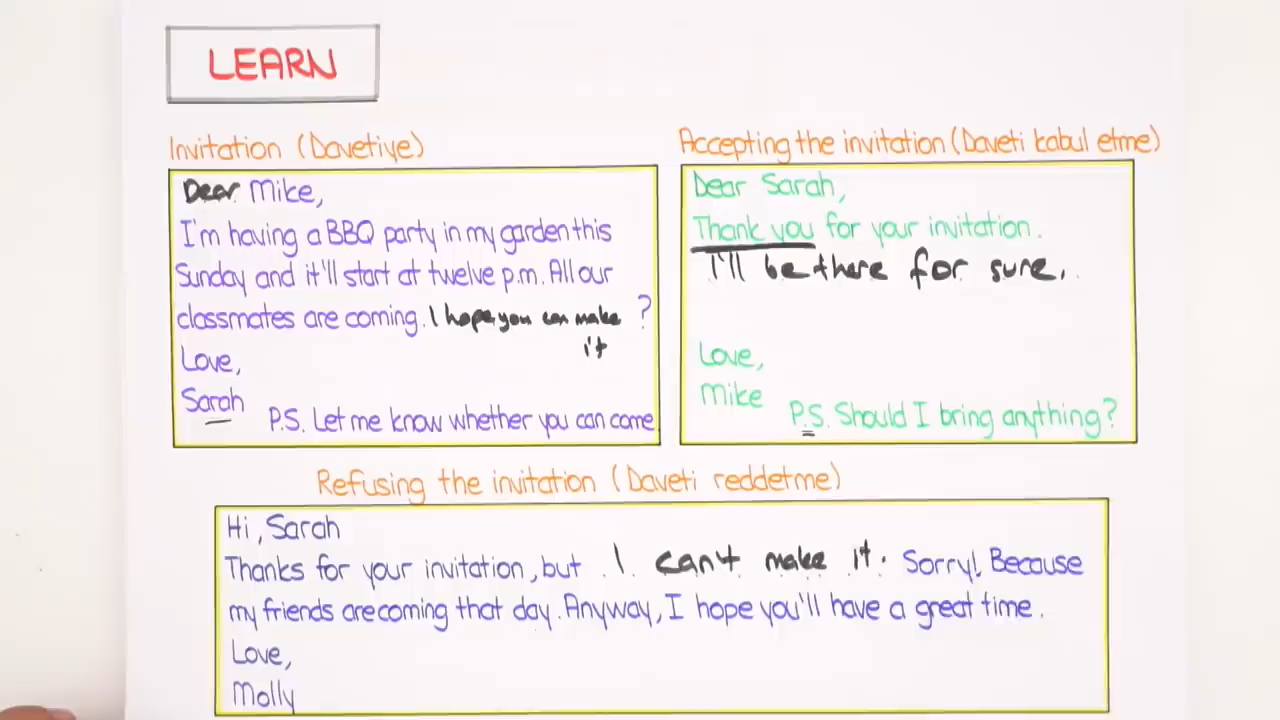 LEARN
Invitation (Davetiye)
Dear Mike,
I'm having a BBQ party in my garden this
Sunday and it'll start at twelve p.m. All our
classmates are coming. I hope you can make ?
it
Love,
Sarah
P.S. Let me know whether you can come
Accepting the invitation (Daveti kabul etme)
Dear Sarah,
Thank you for your invitation.
I'll be there for sure.
Love,
Mike
P.S. Should I bring anything?
Refusing the invitation (Daveti reddetme)
Hi, Sarah
Thanks for your invitation, but I can't make it. Sorry!. Because
my friends are coming that day. Anyway, I hope you'll have a great time.
Love,
Molly